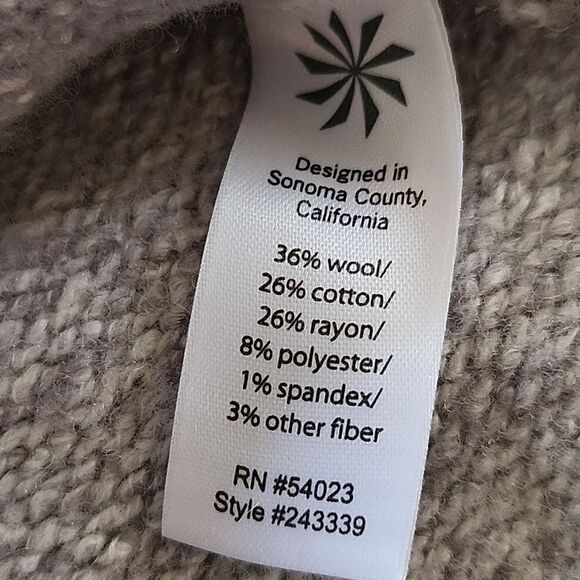 Designed in
Sonoma County,
California
36% wool/
26% cotton/
26% rayon/
8% polyester/
1% spandex/
3% other fiber
RN #54023
Style #243339